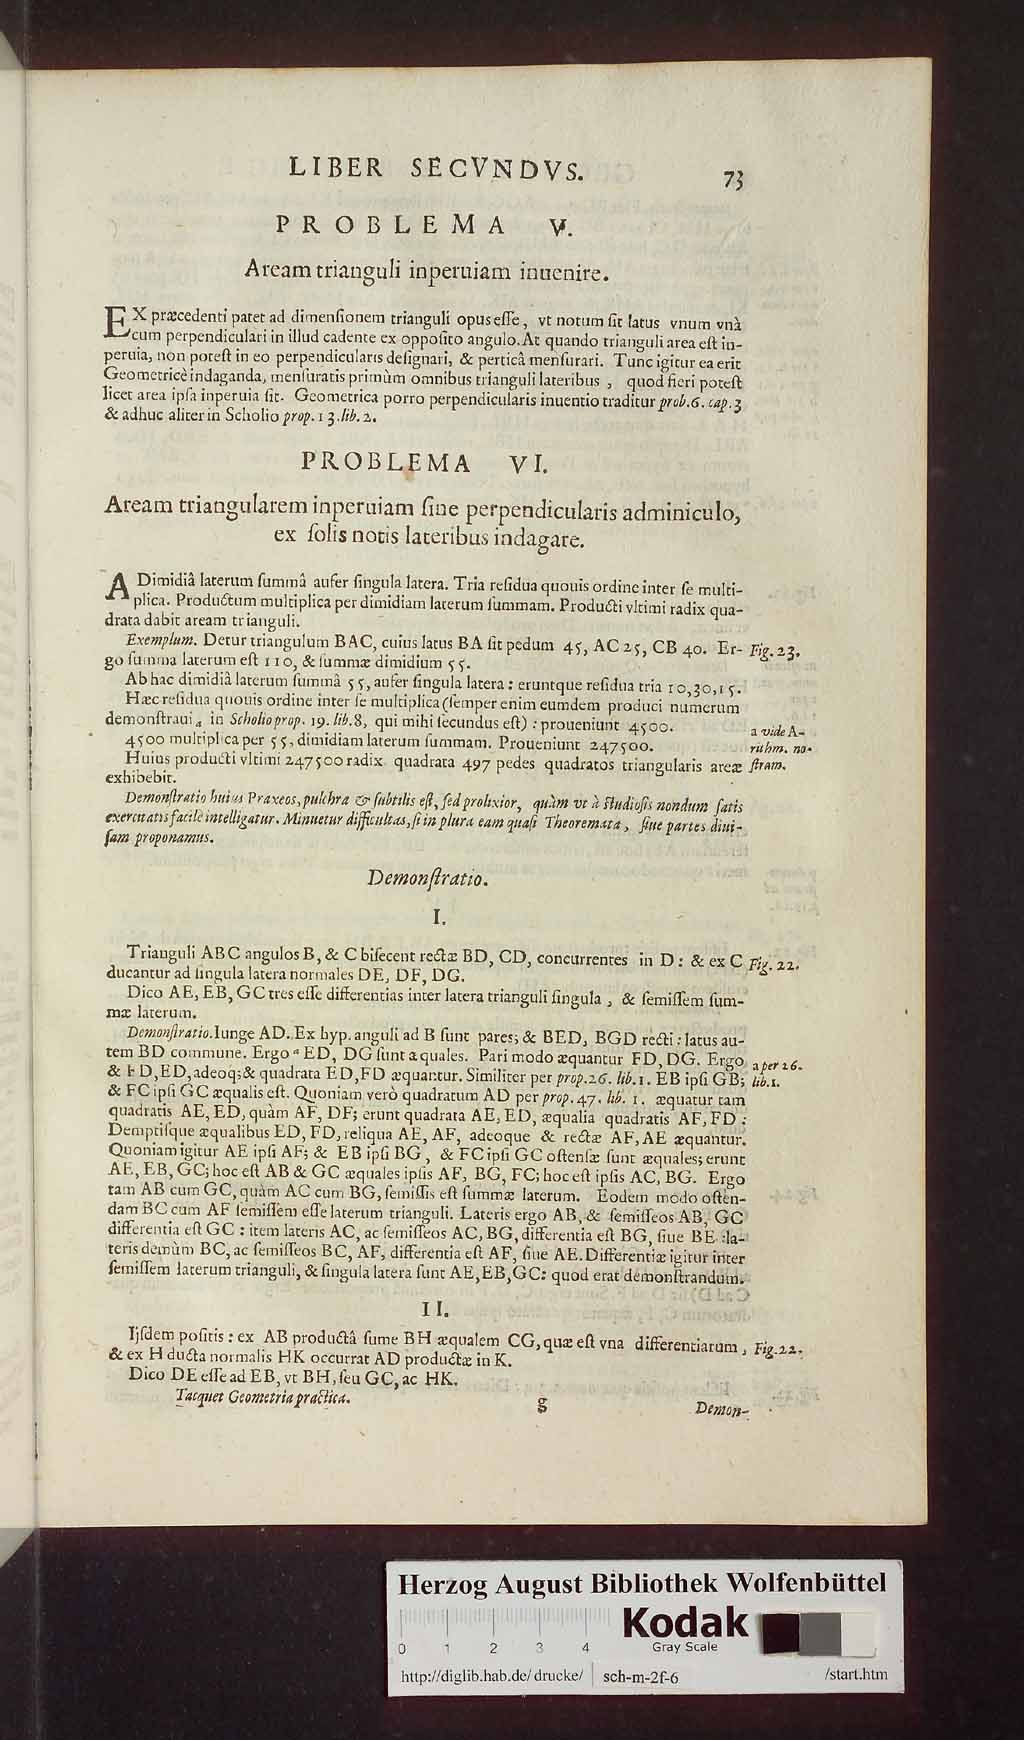 LIBER SECVNDVS. 73
PROBLEMA V.
Aream trianguli inperuiam inuenire.
EX præcedenti patet ad dimenſionem trianguli opus eſſe, vt notum ſit latus vnum vnà
cum perpendiculari in illud cadente ex oppoſito angulo. At quando trianguli area eſt in-
peruia, non poteſt in eo perpendicularis deſignari, & perticâ menſurari. Tunc igitur ea erit
Geometricè indaganda, menſuratis primùm omnibus trianguli lateribus, quod fieri poteſt
licet area ipſa inperuia ſit. Geometrica porro perpendicularis inuentio traditur prob. 6. cap. 3
& adhuc aliter in Scholio prop. 13. lib. 2.
PROBLEMA VI.
Aream triangularem inperuiam ſine perpendicularis adminiculo,
ex ſolis notis lateribus indagare.
A Dimidiâ laterum ſummâ aufer ſingula latera. Tria reſidua quouis ordine inter ſe multi-
plica. Productum multiplica per dimidiam laterum ſummam. Producti vltimi radix qua-
drata dabit aream trianguli.
Exemplum. Detur triangulum BAC, cuius latus BA ſit pedum 45, AC 25, CB 40. Er- Fig. 23.
go ſumma laterum eſt 110, & ſummæ dimidium 55.
Ab hac dimidiâ laterum ſummâ 55, aufer ſingula latera: eruntque reſidua tria 10,30,15.
Hæc reſidua quouis ordine inter ſe multiplica (ſemper enim eumdem produci numerum
demonſtraui a in Scholio prop. 19. lib. 8, qui mihi ſecundus eſt): proueniunt 4500. a vide A-
4500 multiplica per 55, dimidiam laterum ſummam. Proueniunt 247500. rithm. no-
Huius producti vltimi 247500 radix quadrata 497 pedes quadratos triangularis areæ ſtram.
exhibebit.
Demonſtratio huius Praxeos, pulchra & ſubtilis eſt, ſed prolixior, quàm vt à ſtudioſis nondum ſatis
exercitatis facilè intelligatur. Minuetur difficultas, ſi in plura eam quaſi Theoremata, ſiue partes diui-
ſam proponamus.
Demonſtratio.
I.
Trianguli ABC angulos B, & C biſecent rectæ BD, CD, concurrentes in D: & ex C Fig. 22.
ducantur ad ſingula latera normales DE, DF, DG.
Dico AE, EB, GC tres eſſe differentias inter latera trianguli ſingula, & ſemiſſem ſum-
mæ laterum.
Demonſtratio. Iunge AD. Ex hyp. anguli ad B ſunt pares; & BED, BGD recti: latus au-
tem BD commune. Ergo a ED, DG ſunt æquales. Pari modo æquantur FD, DG. Ergo a per 26.
& FD, ED, adeoq; & quadrata ED, FD æquantur. Similiter per prop. 26. lib. 1. EB ipſi GB; lib. 1.
& FC ipſi GC æqualis eſt. Quoniam verò quadratum AD per prop. 47. lib. 1. æquatur tam
quadratis AE, ED, quàm AF, DF; erunt quadrata AE, ED, æqualia quadratis AF, FD:
Demptiſque æqualibus ED, FD, reliqua AE, AF, adeoque & rectæ AF, AE æquantur.
Quoniam igitur AE ipſi AF; & EB ipſi BG, & FC ipſi GC oſtenſæ ſunt æquales; erunt
AE, EB, GC; hoc eſt AB & GC æquales ipſis AF, BG, FC; hoc eſt ipſis AC, BG. Ergo
tam AB cum GC, quàm AC cum BG, ſemiſſis eſt ſummæ laterum. Eodem modo oſten-
dam BC cum AF ſemiſſem eſſe laterum trianguli. Lateris ergo AB, & ſemiſſeos AB, GC
differentia eſt GC: item lateris AC, ac ſemiſſeos AC, BG, differentia eſt BG, ſiue BE: la-
teris demùm BC, ac ſemiſſeos BC, AF, differentia eſt AF, ſiue AE. Differentiæ igitur inter
ſemiſſem laterum trianguli, & ſingula latera ſunt AE, EB, GC: quod erat demonſtrandum.
II.
Ijſdem poſitis: ex AB productâ ſume BH æqualem CG, quæ eſt vna differentiarum, Fig. 22.
& ex H ducta normalis HK occurrat AD productæ in K.
Dico DE eſſe ad EB, vt BH, ſeu GC, ac HK.
Tacquet Geometria practica. g Demon-
Herzog August Bibliothek Wolfenbüttel
Kodak
0 1 2 3 4 Gray Scale
http://diglib.hab.de/drucke/ sch-m-2f-6 /start.htm